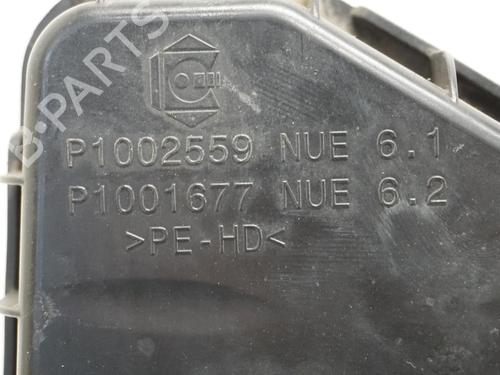 B-PARTS
P1002559 NUE 6.1
P1001677 NUE 6.2
>PE-HD<